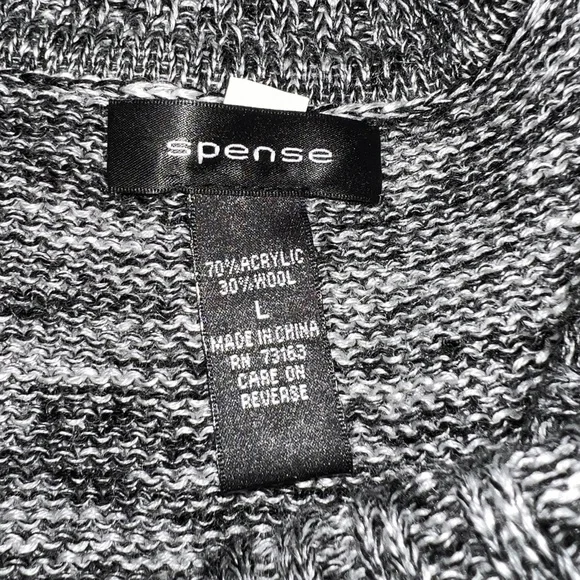 spense
70% ACRYLIC
30% WOOL
L
MADE IN CHINA
RN 73163
CARE ON
REVERSE